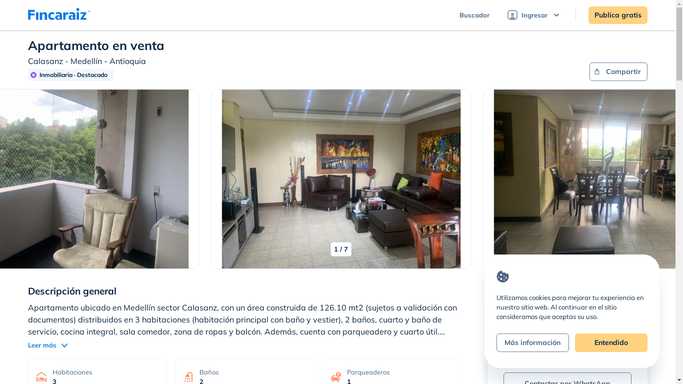 Fincaraiz
Buscador
Ingresar
Publica gratis
Apartamento en venta
Calasanz - Medellín - Antioquia
Inmobiliaria · Destacado
Compartir
1 / 7
Descripción general
Apartamento ubicado en Medellín sector Calasanz, con un área construida de 126.10 mt2 (sujetos a validación con
documentos) distribuidos en 3 habitaciones (habitación principal con baño y vestier), 2 baños, cuarto y baño de
servicio, cocina integral, sala comedor, zona de ropas y balcón. Además, cuenta con parqueadero y cuarto útil....
Leer más
Habitaciones
3
Baños
2
Parqueaderos
1
Utilizamos cookies para mejorar tu experiencia en
nuestro sitio web. Al continuar en el sitio
consideramos que aceptas su uso.
Más información
Entendido
Contactar por WhatsApp